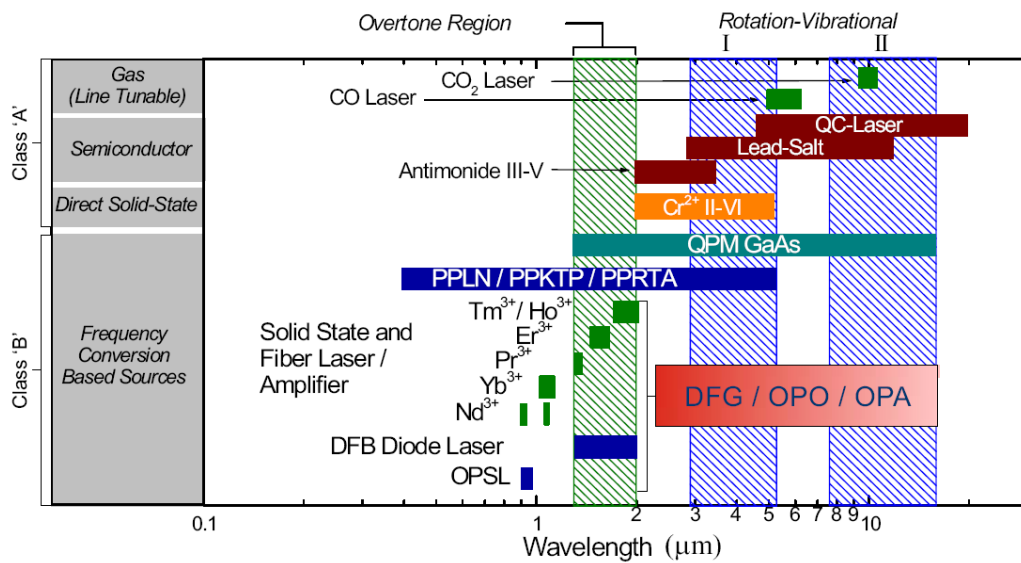 Overtone Region
Rotation-Vibrational
I
II
Class 'A'
Gas
(Line Tunable)
CO₂ Laser
CO Laser
Semiconductor
QC-Laser
Lead-Salt
Antimonide III-V
Direct Solid-State
Cr²⁺ II-VI
Class 'B'
Frequency
Conversion
Based Sources
QPM GaAs
PPLN / PPKTP / PPRTA
Solid State and
Fiber Laser /
Amplifier
Tm³⁺/ Ho³⁺
Er³⁺
Pr³⁺
Yb³⁺
Nd³⁺
DFG / OPO / OPA
DFB Diode Laser
OPSL
0.1
1
2
3
4
5
6
7
8
9
10
Wavelength (µm)